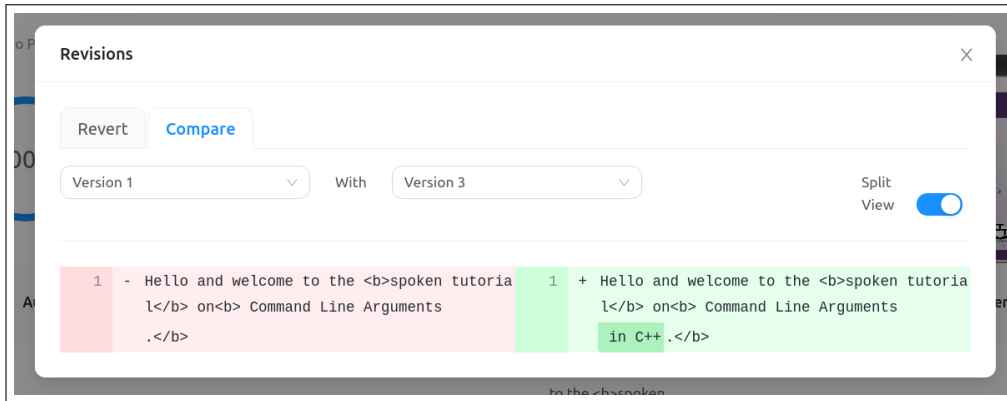 o P
Revisions
Revert Compare
00
Version 1 With Version 3 Split
View
1 - Hello and welcome to the <b>spoken tutoria 1 + Hello and welcome to the <b>spoken tutoria
l</b> on<b> Command Line Arguments l</b> on<b> Command Line Arguments
.</b> in C++ .</b>
to the <b>spoken